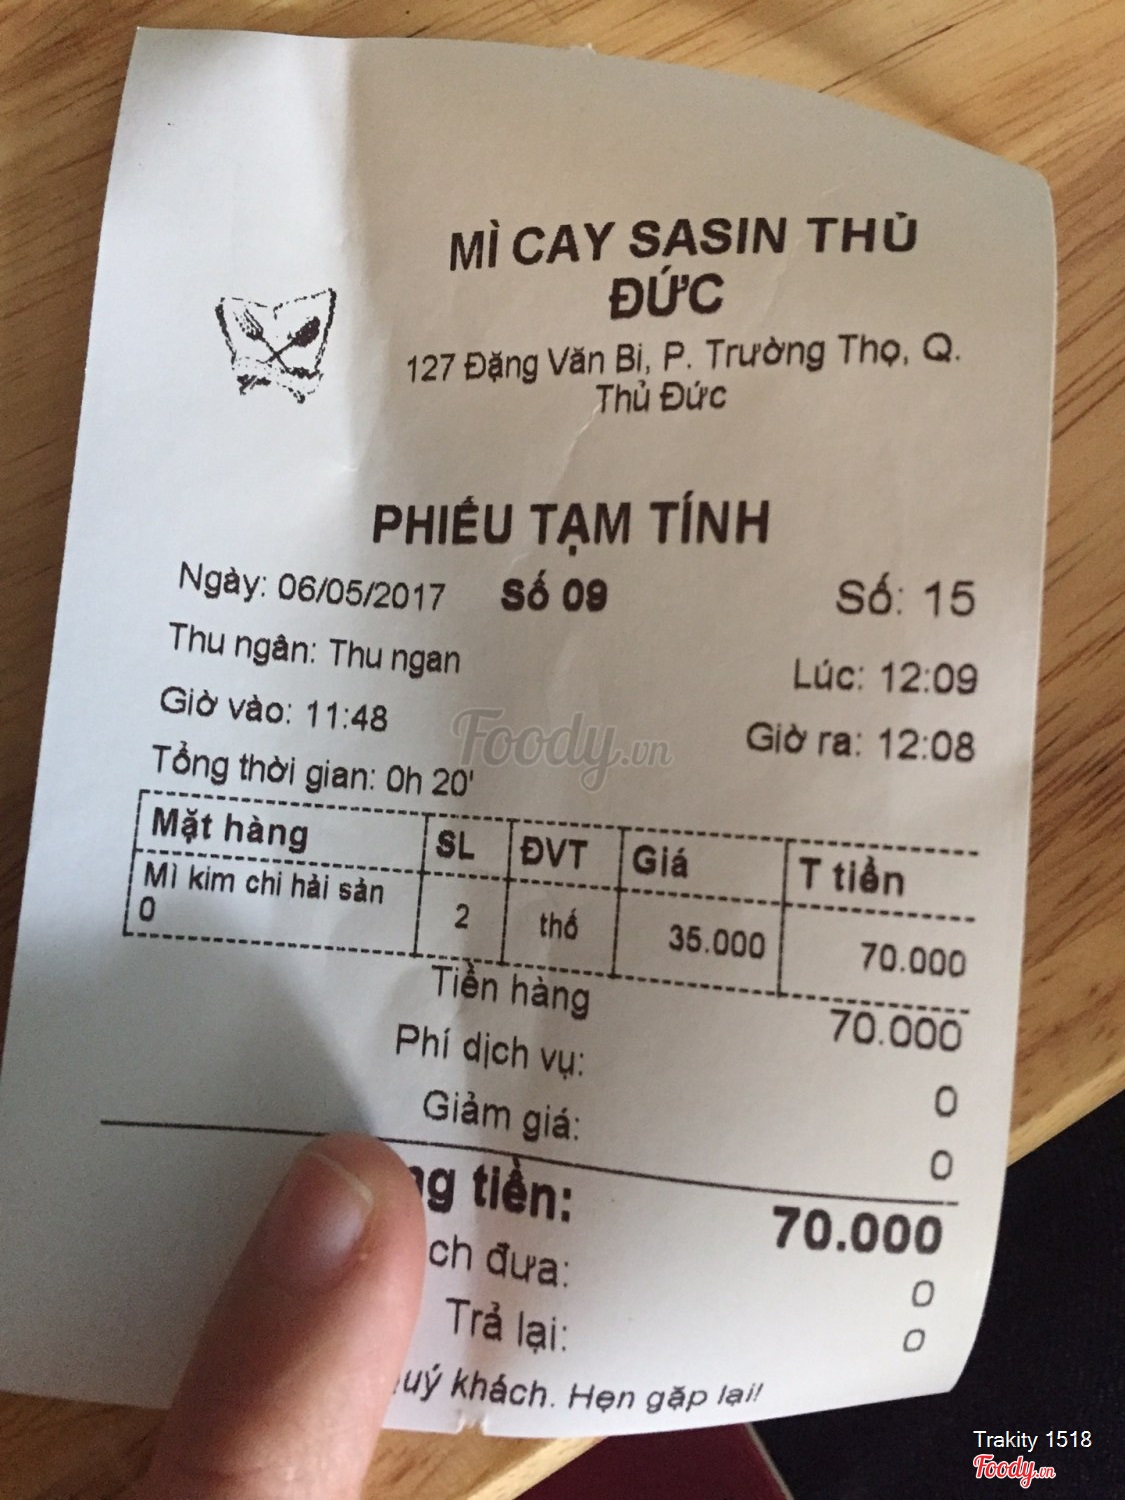 MÌ CAY SASIN THỦ
ĐỨC
127 Đặng Văn Bi, P. Trường Thọ, Q.
Thủ Đức
PHIẾU TẠM TÍNH
Ngày: 06/05/2017 Số 09 Số: 15
Thu ngân: Thu ngan Lúc: 12:09
Giờ vào: 11:48 Giờ ra: 12:08
Foody.vn
Tổng thời gian: 0h 20'
Mặt hàng SL ĐVT Giá T tiền
Mì kim chi hải sản
0 2 thố 35.000 70.000
Tiền hàng 70.000
Phí dịch vụ: 0
Giảm giá: 0
tiền: 70.000
đưa: 0
Trả lại: 0
khách. Hẹn gặp lại!
Trakity 1518
Foody.vn